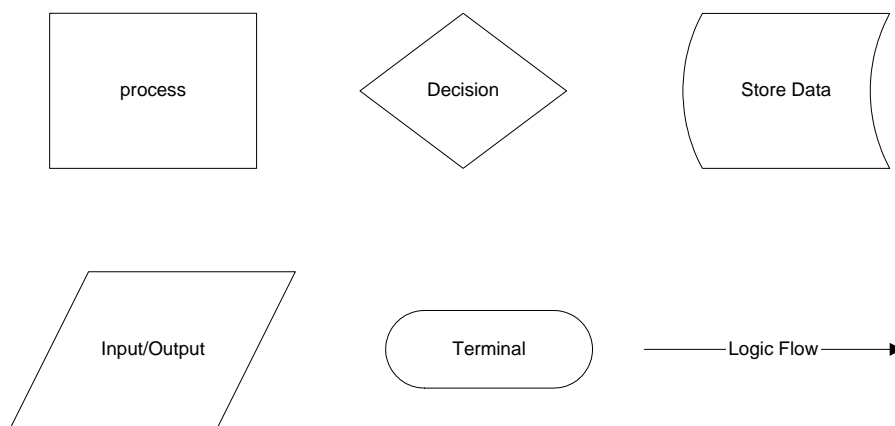 process
Decision
Store Data
Input/Output
Terminal
Logic Flow